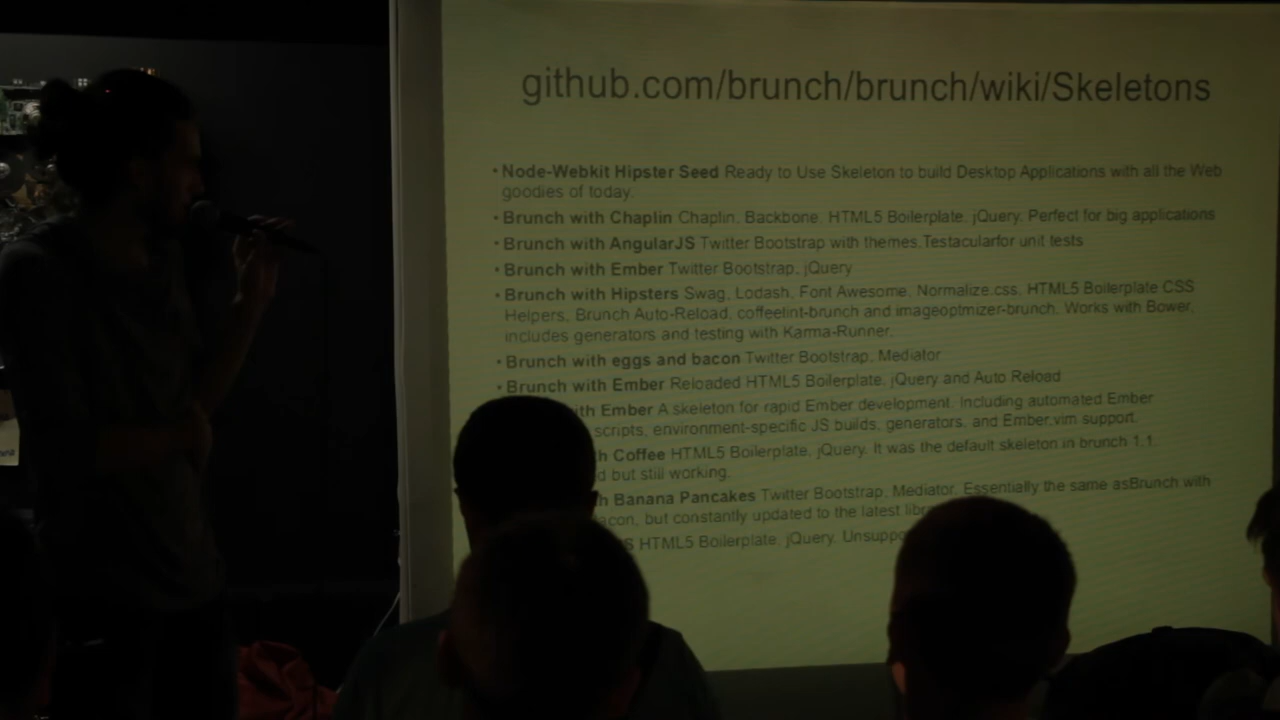 github.com/brunch/brunch/wiki/Skeletons
• Node-Webkit Hipster Seed Ready to Use Skeleton to build Desktop Applications with all the Web
goodies of today.
• Brunch with Chaplin Chaplin, Backbone, HTML5 Boilerplate, jQuery. Perfect for big applications
• Brunch with AngularJS Twitter Bootstrap with themes,Testacularfor unit tests
• Brunch with Ember Twitter Bootstrap, jQuery
• Brunch with Hipsters Swag, Lodash, Font Awesome, Normalize.css, HTML5 Boilerplate CSS
Helpers, Brunch Auto-Reload, coffeelint-brunch and imageoptmizer-brunch. Works with Bower,
includes generators and testing with Karma-Runner.
• Brunch with eggs and bacon Twitter Bootstrap, Mediator
• Brunch with Ember Reloaded HTML5 Boilerplate, jQuery and Auto Reload
ith Ember A skeleton for rapid Ember development. Including automated Ember
scripts, environment-specific JS builds, generators, and Ember.vim support.
h Coffee HTML5 Boilerplate, jQuery. It was the default skeleton in brunch 1.1.
d but still working.
h Banana Pancakes Twitter Bootstrap, Mediator. Essentially the same asBrunch with
acon, but constantly updated to the latest libr
S HTML5 Boilerplate, jQuery. Unsuppo